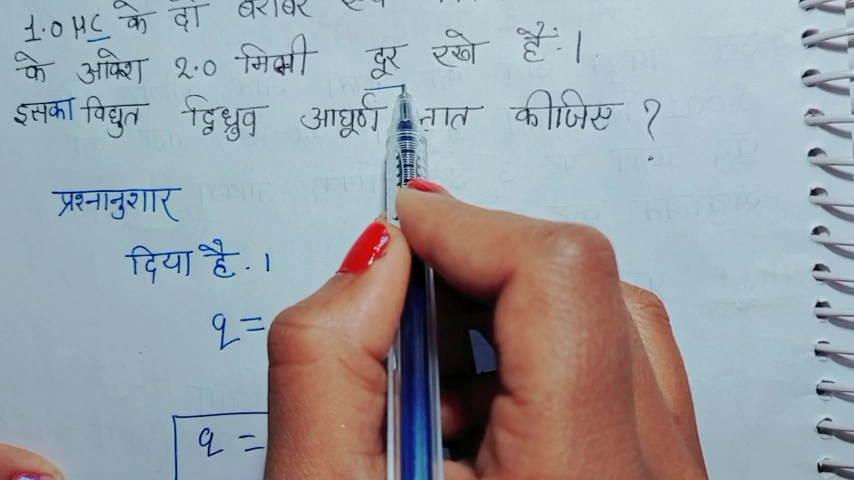 1.0 μC के दो बराबर
के आवेश 2.0 मिमी दूर रखे हैं।
इसका विधुत द्विध्रुव आघूर्ण ज्ञात कीजिए ?
प्रश्नानुशार
दिया है.।
q =
q =